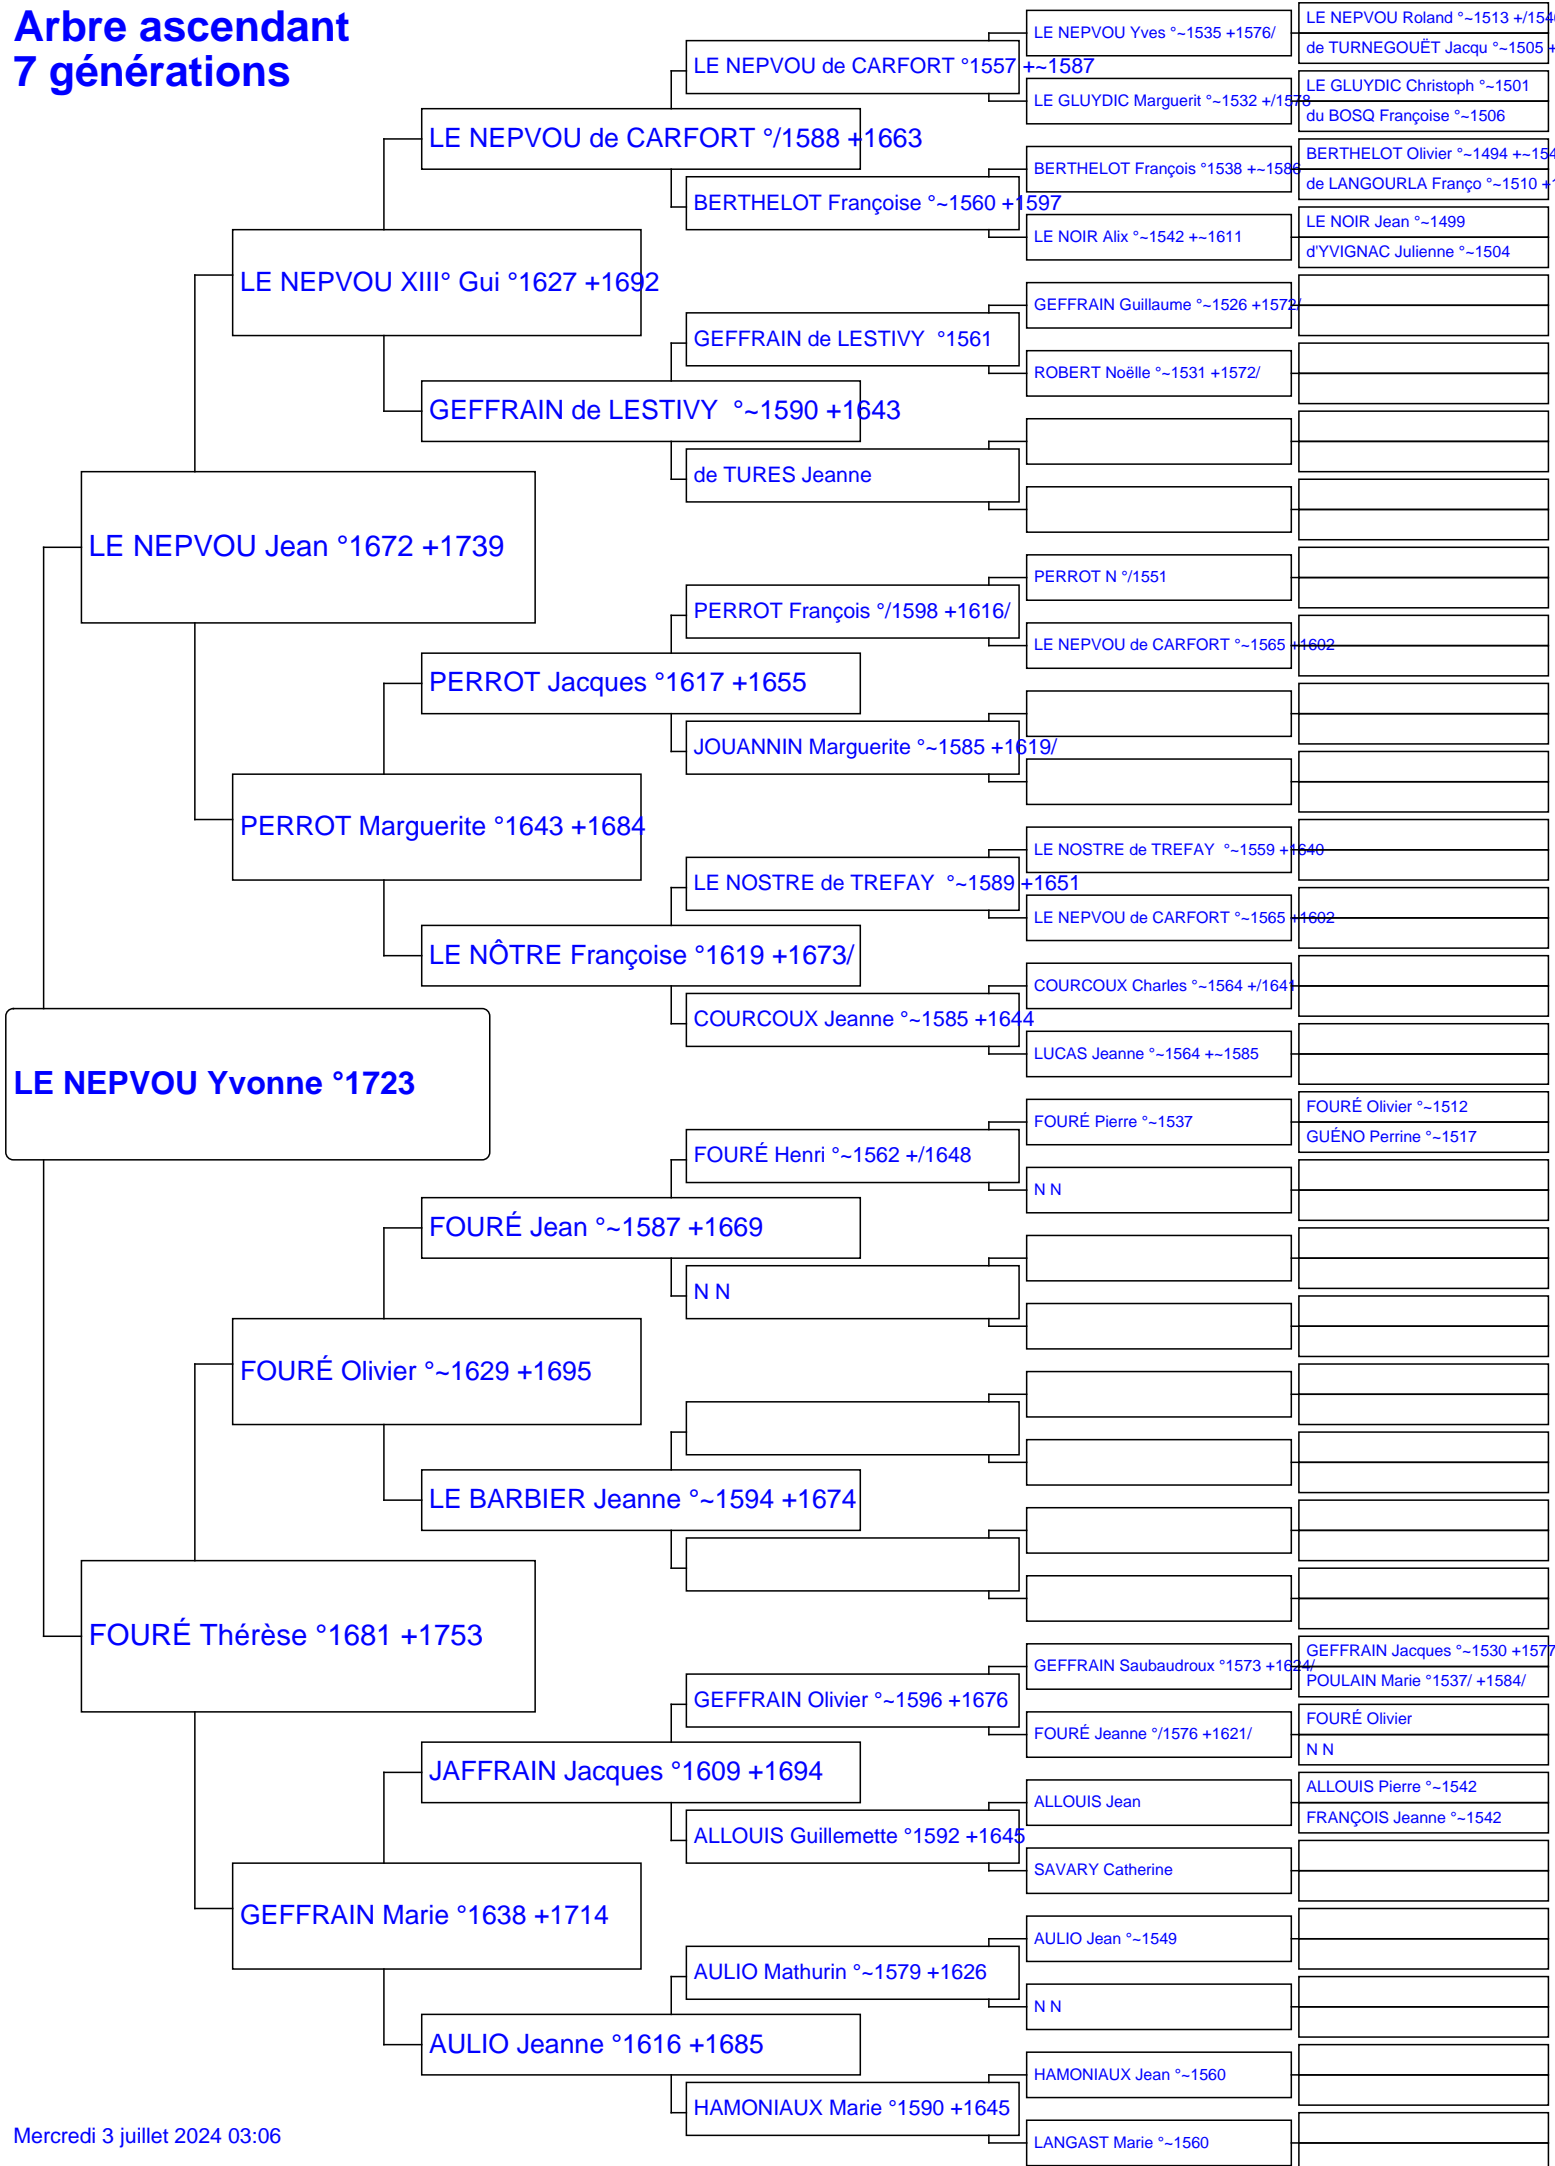 Arbre ascendant
7 générations
LE NEPVOU Yvonne °1723
LE NEPVOU Jean °1672 +1739
FOURÉ Thérèse °1681 +1753
LE NEPVOU XIII° Gui °1627 +1692
PERROT Marguerite °1643 +1684
FOURÉ Olivier °~1629 +1695
GEFFRAIN Marie °1638 +1714
LE NEPVOU de CARFORT °/1588 +1663
GEFFRAIN de LESTIVY °~1590 +1643
PERROT Jacques °1617 +1655
LE NÔTRE Françoise °1619 +1673/
FOURÉ Jean °~1587 +1669
LE BARBIER Jeanne °~1594 +1674
JAFFRAIN Jacques °1609 +1694
AULIO Jeanne °1616 +1685
LE NEPVOU de CARFORT °1557 +~1587
BERTHELOT Françoise °~1560 +1597
GEFFRAIN de LESTIVY °1561
de TURES Jeanne
PERROT François °/1598 +1616/
JOUANNIN Marguerite °~1585 +1619/
LE NOSTRE de TREFAY °~1589 +1651
COURCOUX Jeanne °~1585 +1644
FOURÉ Henri °~1562 +/1648
N N
GEFFRAIN Olivier °~1596 +1676
ALLOUIS Guillemette °1592 +1645
AULIO Mathurin °~1579 +1626
HAMONIAUX Marie °1590 +1645
LE NEPVOU Yves °~1535 +1576/
LE GLUYDIC Marguerit °~1532 +/1578
BERTHELOT François °1538 +~1586
LE NOIR Alix °~1542 +~1611
GEFFRAIN Guillaume °~1526 +1572/
ROBERT Noëlle °~1531 +1572/
PERROT N °/1551
LE NEPVOU de CARFORT °~1565 +1602
LE NOSTRE de TREFAY °~1559 +1640
LE NEPVOU de CARFORT °~1565 +1602
COURCOUX Charles °~1564 +/1641
LUCAS Jeanne °~1564 +~1585
FOURÉ Pierre °~1537
N N
GEFFRAIN Saubaudroux °1573 +1624/
FOURÉ Jeanne °/1576 +1621/
ALLOUIS Jean
SAVARY Catherine
AULIO Jean °~1549
N N
HAMONIAUX Jean °~1560
LANGAST Marie °~1560
LE NEPVOU Roland °~1513 +/154
de TURNEGOUËT Jacqu °~1505 +
LE GLUYDIC Christoph °~1501
du BOSQ Françoise °~1506
BERTHELOT Olivier °~1494 +~154
de LANGOURLA Franço °~1510 +1
LE NOIR Jean °~1499
d'YVIGNAC Julienne °~1504
FOURÉ Olivier °~1512
GUÉNO Perrine °~1517
GEFFRAIN Jacques °~1530 +1577
POULAIN Marie °1537/ +1584/
FOURÉ Olivier
N N
ALLOUIS Pierre °~1542
FRANÇOIS Jeanne °~1542
Mercredi 3 juillet 2024 03:06